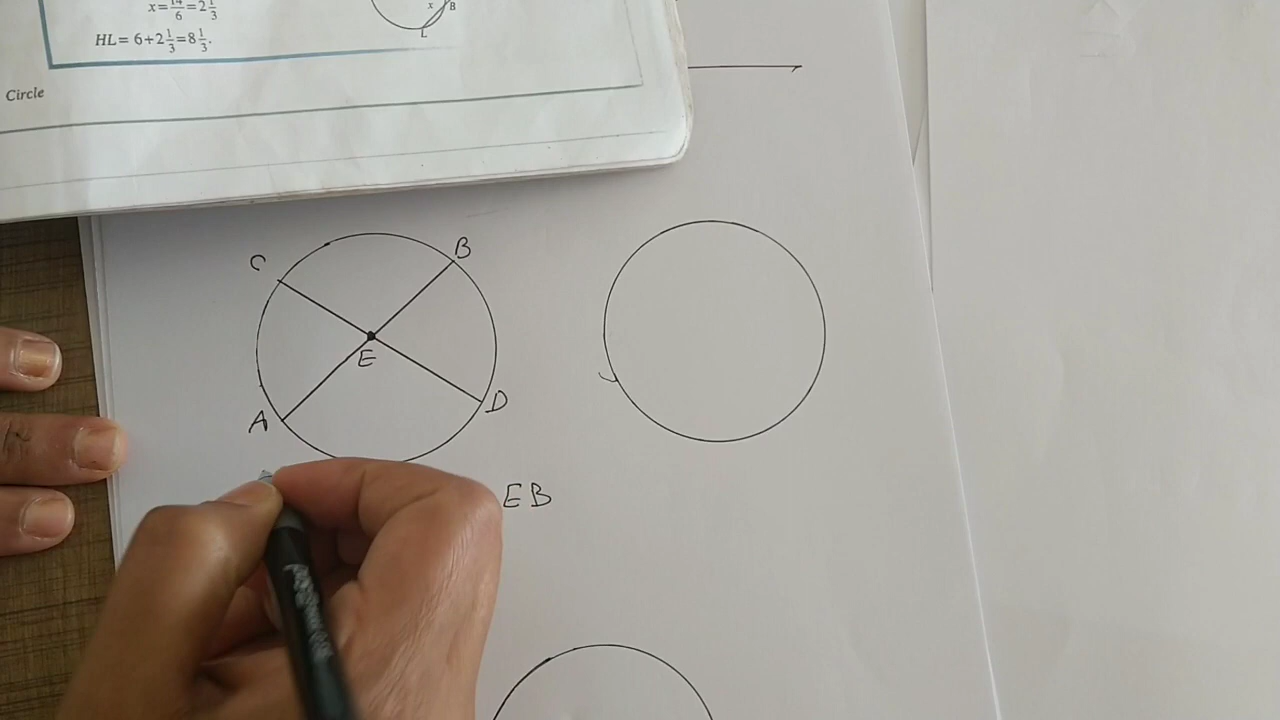 x=14/6=2 1/3
B
x
L
HL= 6+2 1/3=8 1/3.
Circle
C
B
E
A
D
EB